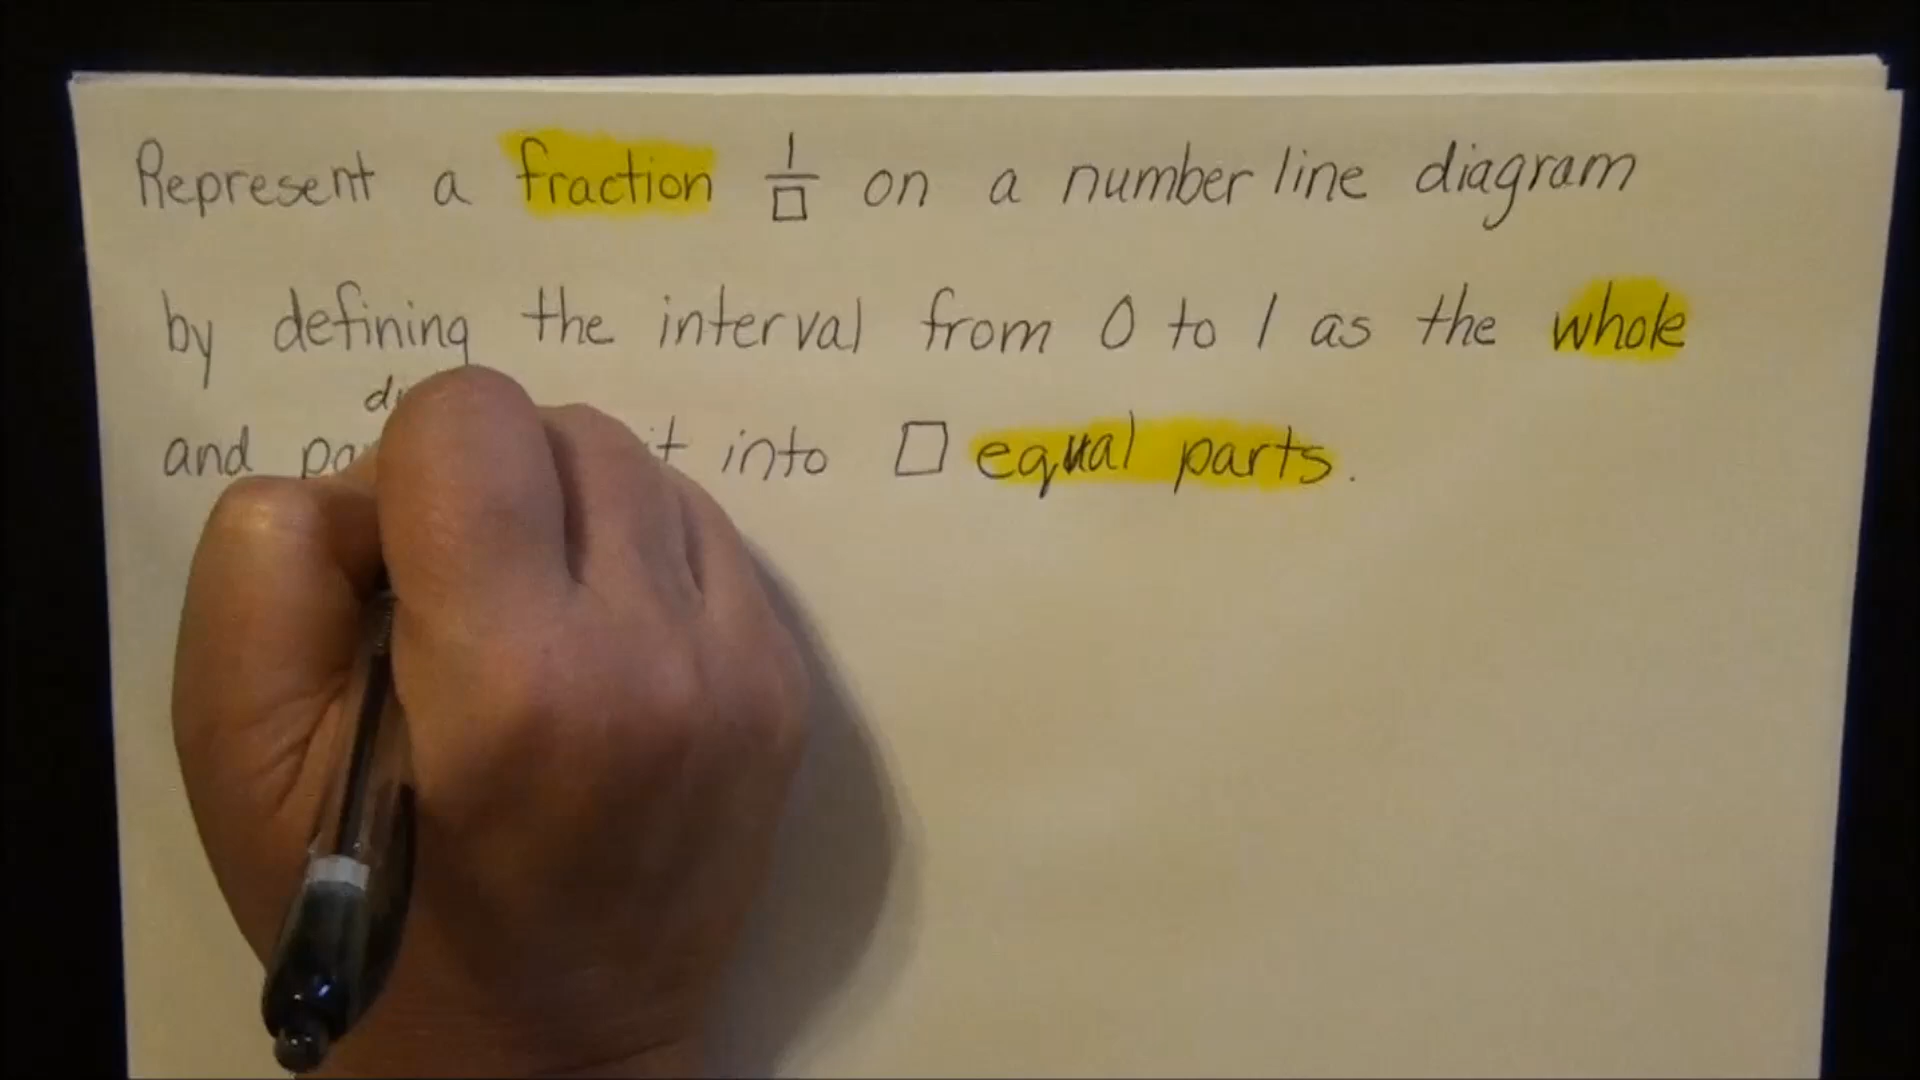 Represent a fraction 1/□ on a number line diagram
by defining the interval from 0 to 1 as the whole
and it into □ equal parts.